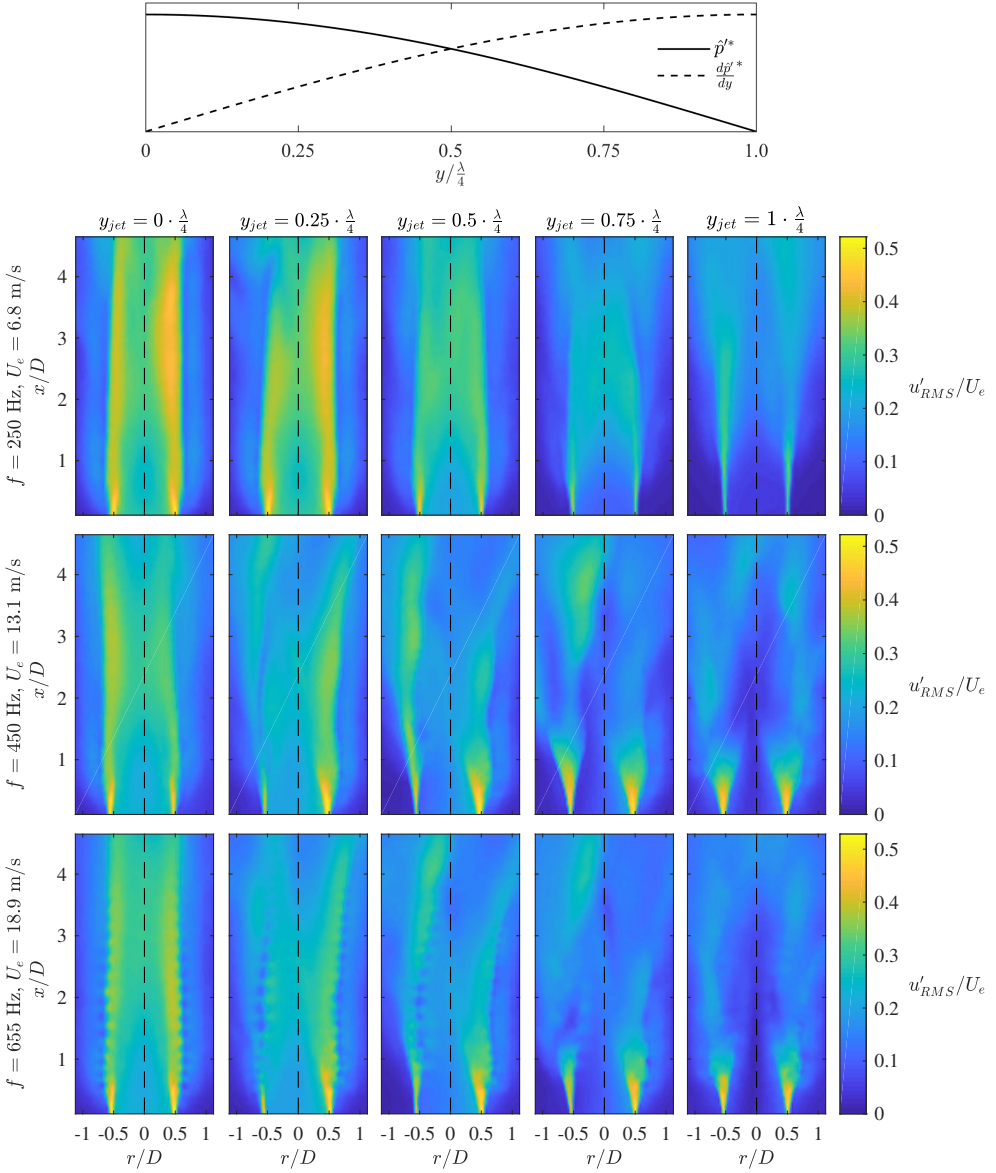 p̂′*
dp̂′/dy *
0 0.25 0.5 0.75 1.0
y/λ/4
y_jet = 0 · λ/4 y_jet = 0.25 · λ/4 y_jet = 0.5 · λ/4 y_jet = 0.75 · λ/4 y_jet = 1 · λ/4
f = 250 Hz, U_e = 6.8 m/s
x/D
4
3
2
1
0.5
0.4
0.3
0.2
0.1
0
u′_RMS/U_e
f = 450 Hz, U_e = 13.1 m/s
x/D
4
3
2
1
0.5
0.4
0.3
0.2
0.1
0
u′_RMS/U_e
f = 655 Hz, U_e = 18.9 m/s
x/D
4
3
2
1
0.5
0.4
0.3
0.2
0.1
0
u′_RMS/U_e
-1 -0.5 0 0.5 1 -1 -0.5 0 0.5 1 -1 -0.5 0 0.5 1 -1 -0.5 0 0.5 1 -1 -0.5 0 0.5 1
r/D r/D r/D r/D r/D